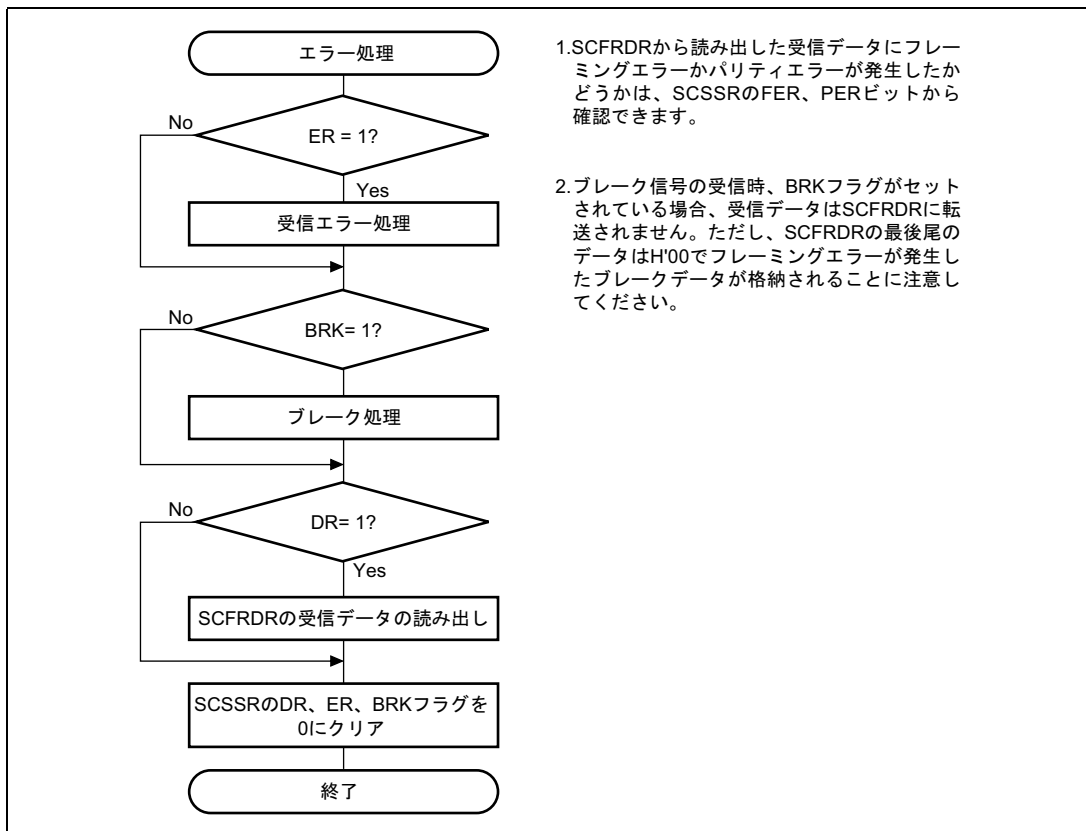 エラー処理
No
ER = 1?
Yes
受信エラー処理
No
BRK= 1?
ブレーク処理
No
DR= 1?
Yes
SCFRDRの受信データの読み出し
SCSSRのDR、ER、BRKフラグを
0にクリア
終了
1.SCFRDRから読み出した受信データにフレー
ミングエラーかパリティエラーが発生したか
どうかは、SCSSRのFER、PERビットから
確認できます。
2.ブレーク信号の受信時、BRKフラグがセット
されている場合、受信データはSCFRDRに転
送されません。ただし、SCFRDRの最後尾の
データはH'00でフレーミングエラーが発生し
たブレークデータが格納されることに注意し
てください。